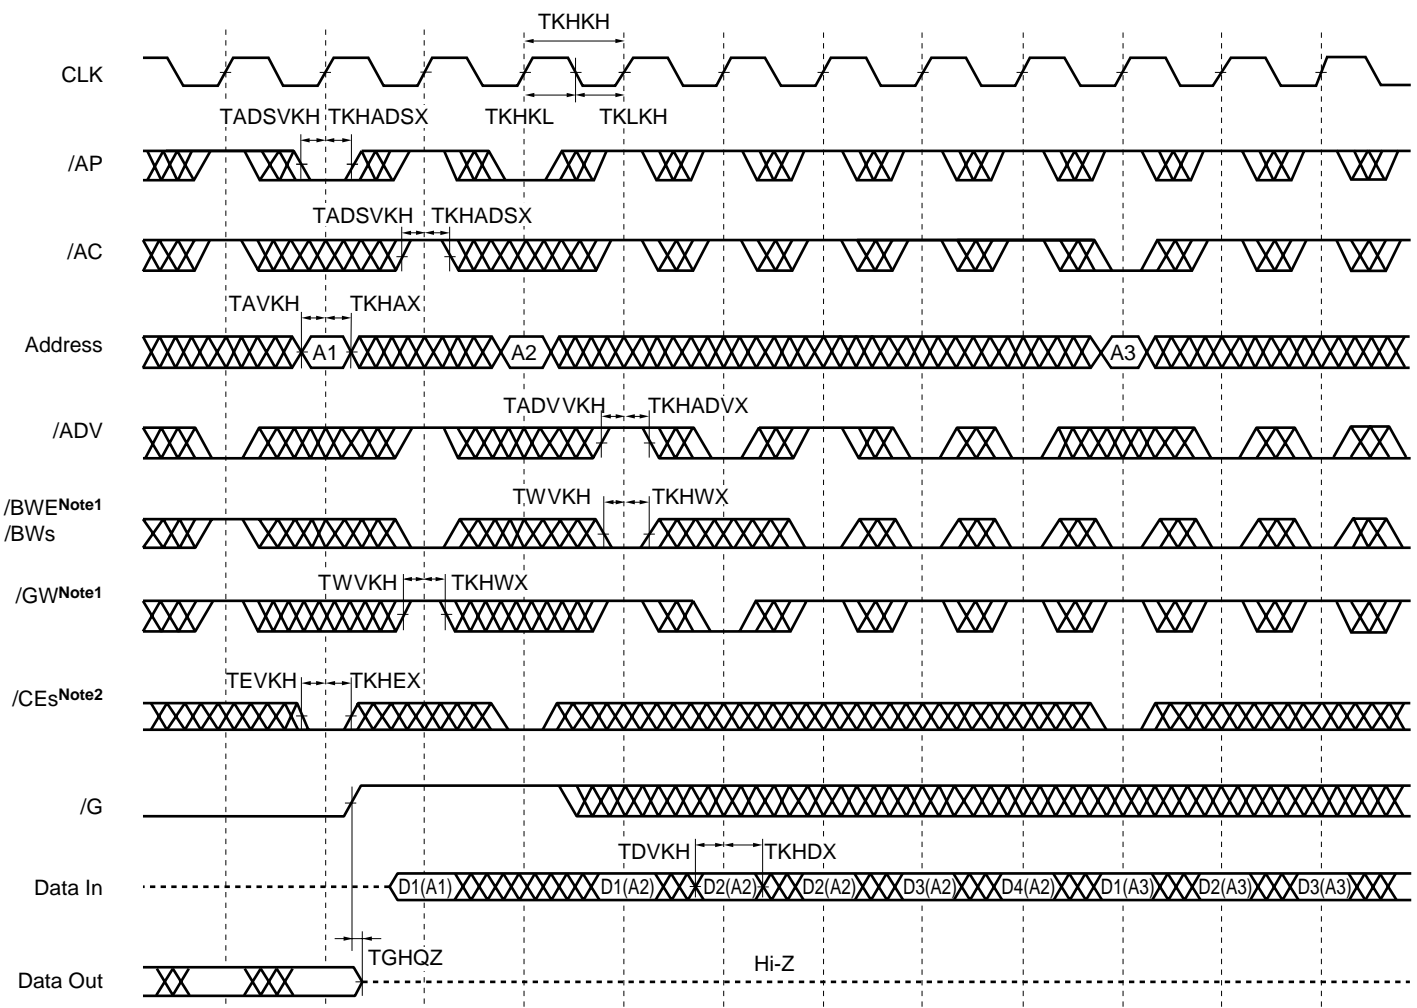 TKHKH
CLK
TADSVKH TKHADSX TKHKL TKLKH
/AP
TADSVKH TKHADSX
/AC
TAVKH TKHAX
Address A1 A2 A3
TADVVKH TKHADVX
/ADV
TWVKH TKHWX
/BWENote1
/BWs
TWVKH TKHWX
/GWNote1
TEVKH TKHEX
/CEsNote2
/G
TDVKH TKHDX
Data In D1(A1) D1(A2) D2(A2) D2(A2) D3(A2) D4(A2) D1(A3) D2(A3) D3(A3)
TGHQZ
Data Out Hi-Z